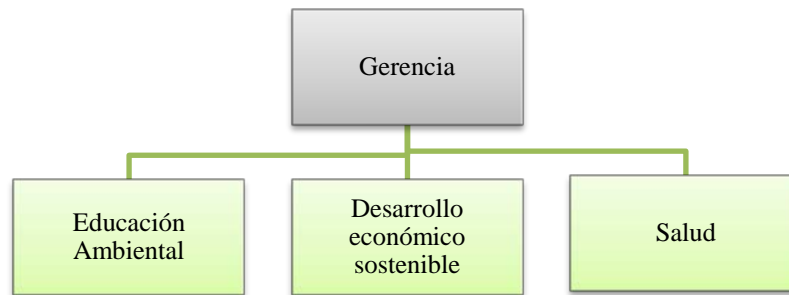 Gerencia
Educación
Ambiental
Desarrollo
económico
sostenible
Salud